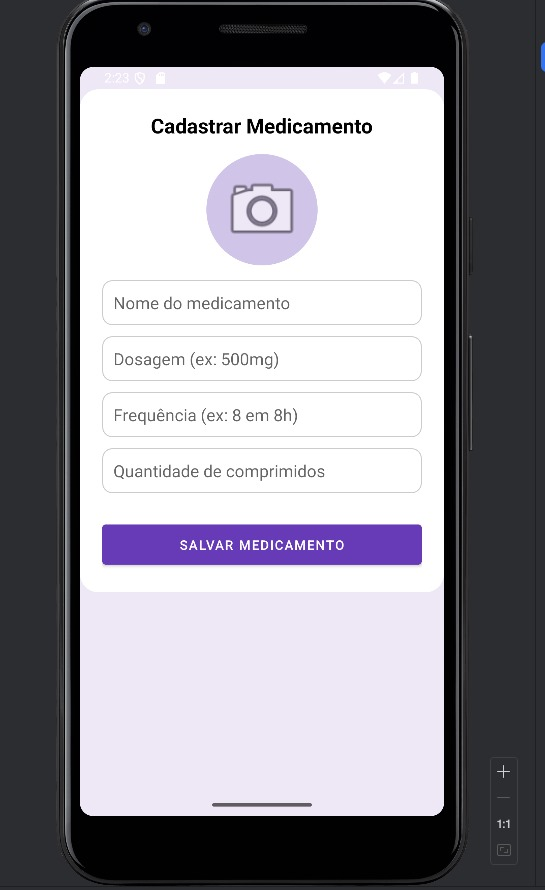 2:23
Cadastrar Medicamento
Nome do medicamento
Dosagem (ex: 500mg)
Frequência (ex: 8 em 8h)
Quantidade de comprimidos
SALVAR MEDICAMENTO
1:1